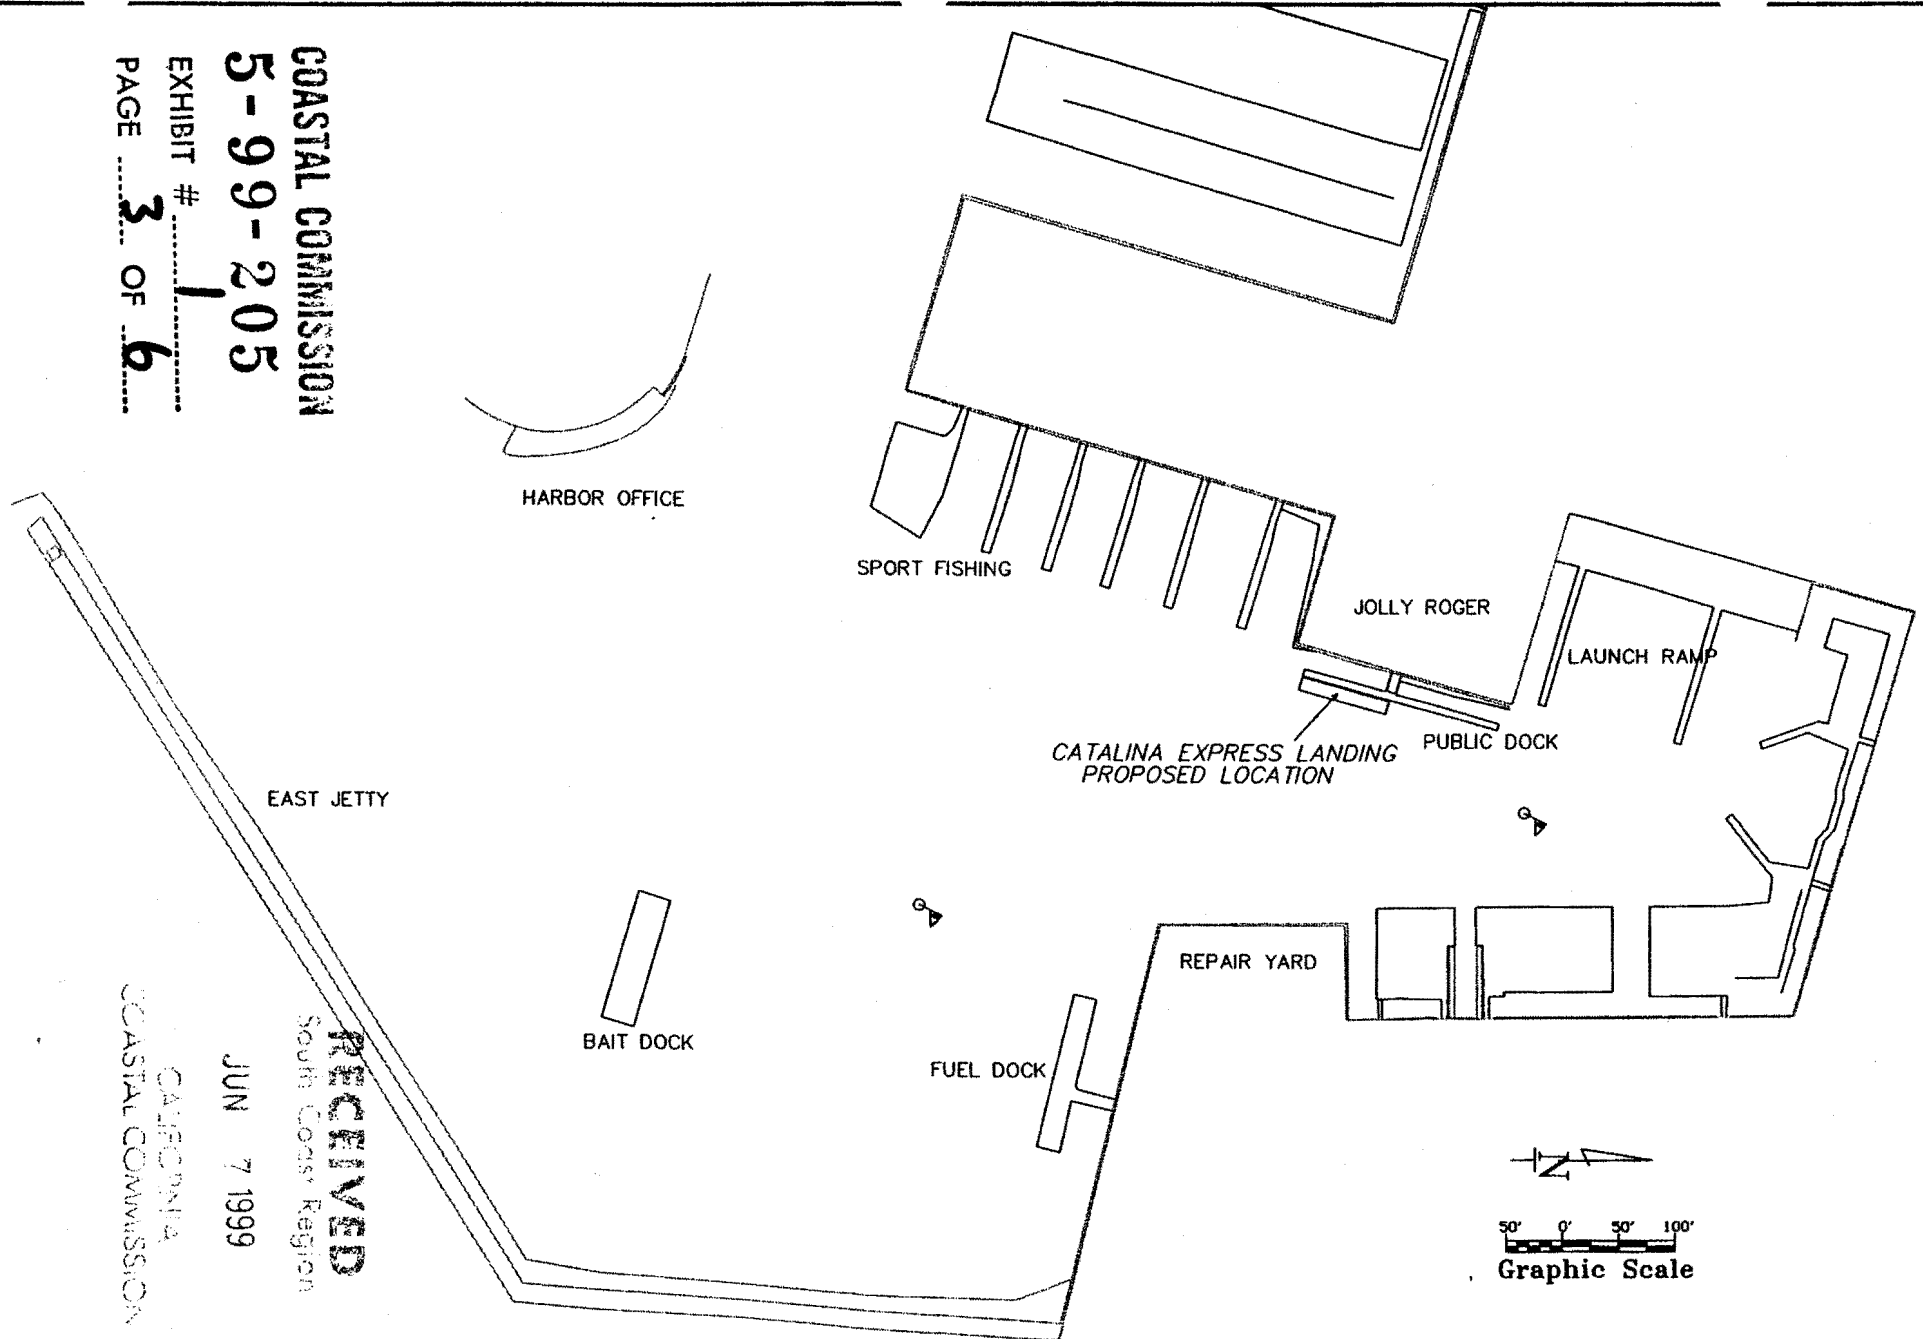 COASTAL COMMISSION
5-99-205
EXHIBIT # 1
PAGE 3 OF 6
HARBOR OFFICE
SPORT FISHING
JOLLY ROGER
LAUNCH RAMP
CATALINA EXPRESS LANDING
PROPOSED LOCATION
PUBLIC DOCK
EAST JETTY
REPAIR YARD
BAIT DOCK
FUEL DOCK
RECEIVED
South Coast Region
JUN 7 1999
CALIFORNIA
COASTAL COMMISSION
N
50' 0' 50' 100'
Graphic Scale